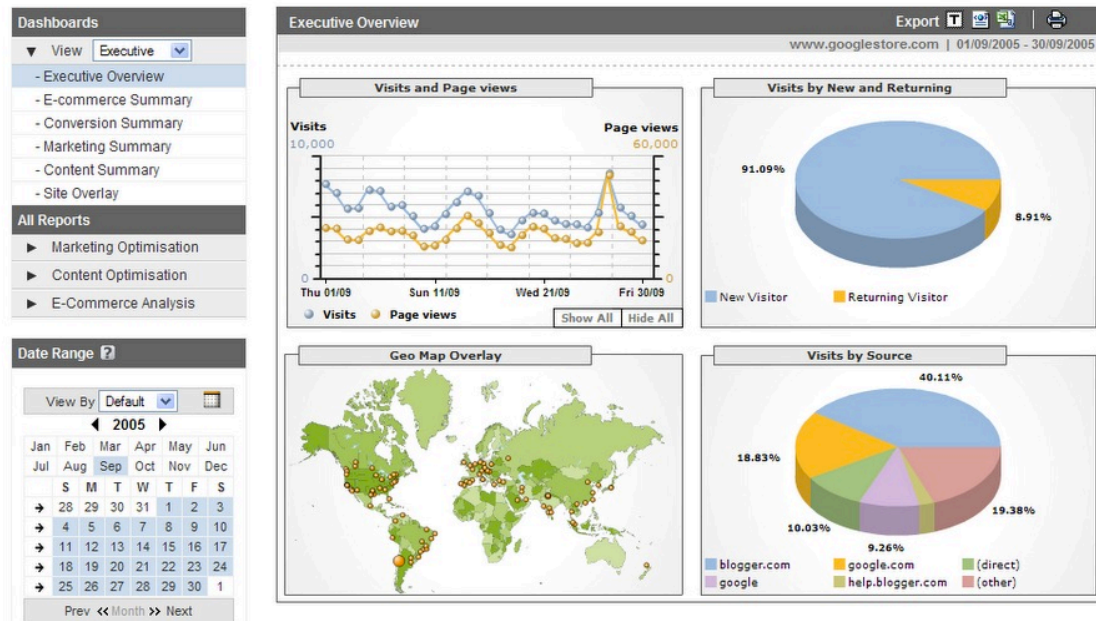 Dashboards
View Executive
- Executive Overview
- E-commerce Summary
- Conversion Summary
- Marketing Summary
- Content Summary
- Site Overlay
All Reports
Marketing Optimisation
Content Optimisation
E-Commerce Analysis
Date Range ?
View By Default
2005
Jan Feb Mar Apr May Jun
Jul Aug Sep Oct Nov Dec
S M T W T F S
28 29 30 31 1 2 3
4 5 6 7 8 9 10
11 12 13 14 15 16 17
18 19 20 21 22 23 24
25 26 27 28 29 30 1
Prev << Month >> Next
Executive Overview
Export T
www.googlestore.com | 01/09/2005 - 30/09/2005
Visits and Page views
Visits Page views
10,000 60,000
0 0
Thu 01/09 Sun 11/09 Wed 21/09 Fri 30/09
Visits Page views
Show All Hide All
Visits by New and Returning
91.09%
8.91%
New Visitor Returning Visitor
Geo Map Overlay
Visits by Source
40.11%
18.83%
19.38%
10.03%
9.26%
blogger.com google.com (direct)
google help.blogger.com (other)